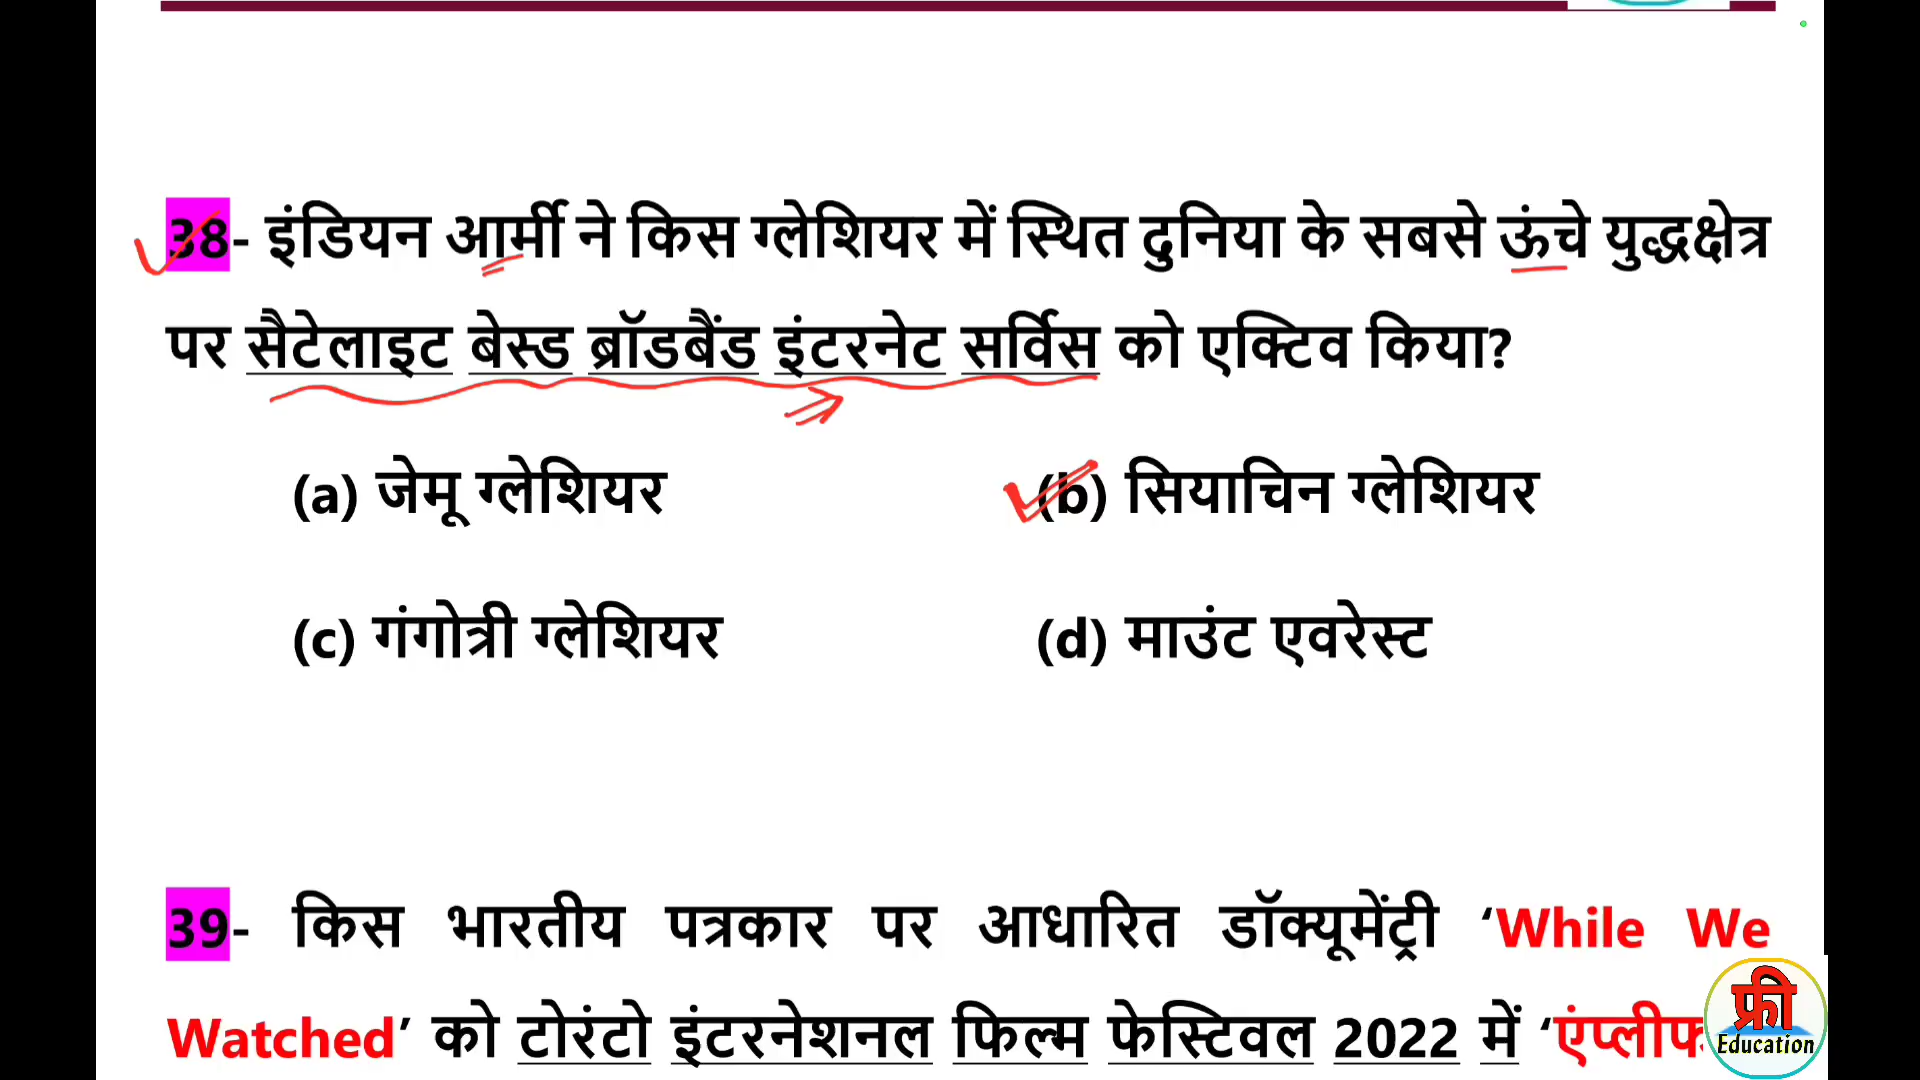 38- इंडियन आर्मी ने किस ग्लेशियर में स्थित दुनिया के सबसे ऊंचे युद्धक्षेत्र
पर सैटेलाइट बेस्ड ब्रॉडबैंड इंटरनेट सर्विस को एक्टिव किया?
(a) जेमू ग्लेशियर (b) सियाचिन ग्लेशियर
(c) गंगोत्री ग्लेशियर (d) माउंट एवरेस्ट
39- किस भारतीय पत्रकार पर आधारित डॉक्यूमेंट्री ‘While We
Watched’ को टोरंटो इंटरनेशनल फिल्म फेस्टिवल 2022 में
फ्री
Education